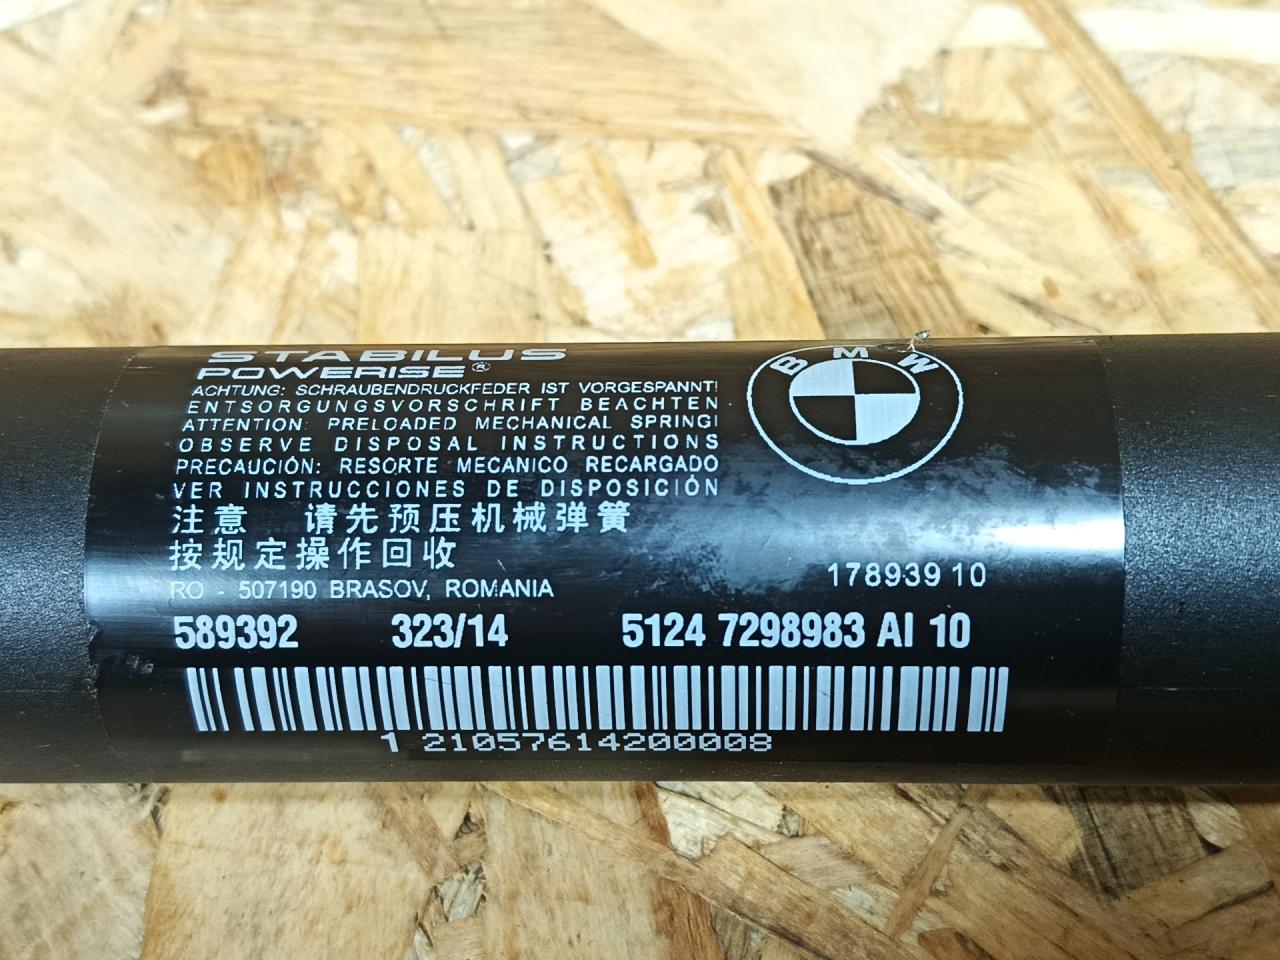 STABILUS
POWERISE®
ACHTUNG: SCHRAUBENDRUCKFEDER IST VORGESPANNT!
ENTSORGUNGSVORSCHRIFT BEACHTEN
ATTENTION: PRELOADED MECHANICAL SPRING!
OBSERVE DISPOSAL INSTRUCTIONS
PRECAUCIÓN: RESORTE MECANICO RECARGADO
VER INSTRUCCIONES DE DISPOSICIÓN
注意 请先预压机械弹簧
按规定操作回收
RO - 507190 BRASOV, ROMANIA
BMW
178939 10
589392 323/14 5124 7298983 AI 10
1 21057614200008